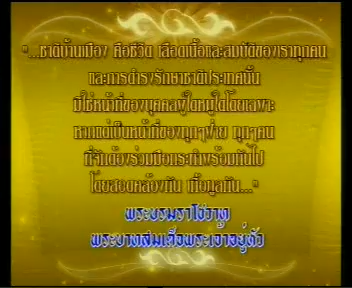 "...ชาติบ้านเมือง คือชีวิต เลือดเนื้อและสมบัติของเราทุกคน
และการดำรงรักษาชาติประเทศนั้น
มิใช่หน้าที่ของบุคคลผู้ใดหมู่ใดโดยเฉพาะ
หากแต่เป็นหน้าที่ของทุกๆฝ่าย ทุกๆคน
ที่จักต้องร่วมมือกระทำพร้อมกันไป
โดยสอดคล้องกัน เกื้อกูลกัน..."
พระบรมราโชวาท
พระบาทสมเด็จพระเจ้าอยู่หัว